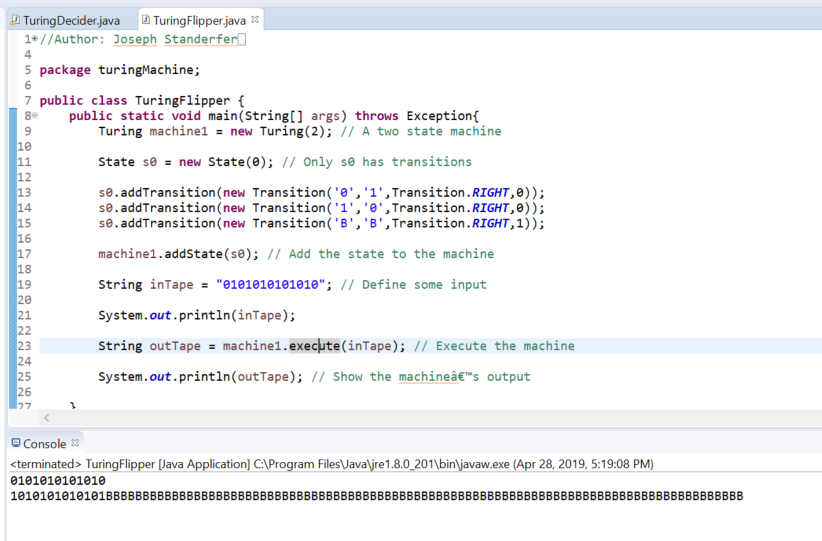 TuringDecider.java TuringFlipper.java
1 //Author: Joseph Standerfer
4
5 package turingMachine;
6
7 public class TuringFlipper {
8 public static void main(String[] args) throws Exception{
9 Turing machine1 = new Turing(2); // A two state machine
10
11 State s0 = new State(0); // Only s0 has transitions
12
13 s0.addTransition(new Transition('0','1',Transition.RIGHT,0));
14 s0.addTransition(new Transition('1','0',Transition.RIGHT,0));
15 s0.addTransition(new Transition('B','B',Transition.RIGHT,1));
16
17 machine1.addState(s0); // Add the state to the machine
18
19 String inTape = "0101010101010"; // Define some input
20
21 System.out.println(inTape);
22
23 String outTape = machine1.execute(inTape); // Execute the machine
24
25 System.out.println(outTape); // Show the machineâ€™s output
26
27 }
Console
<terminated> TuringFlipper [Java Application] C:\Program Files\Java\jre1.8.0_201\bin\javaw.exe (Apr 28, 2019, 5:19:08 PM)
0101010101010
1010101010101BBBBBBBBBBBBBBBBBBBBBBBBBBBBBBBBBBBBBBBBBBBBBBBBBBBBBBBBBBBBBBBBBBBBBBBBBBBBBBBBBBBBBBB